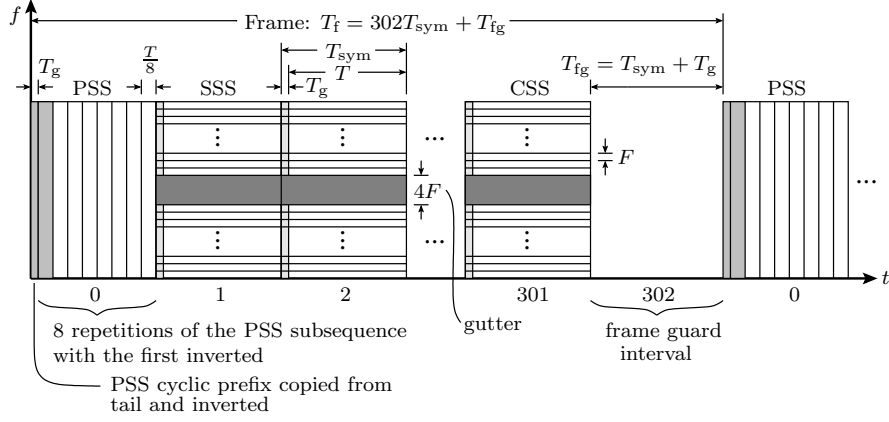 f
Frame: T_f = 302T_sym + T_fg
T_sym
T_g
T/8
T
T_fg = T_sym + T_g
PSS
SSS
T_g
CSS
PSS
...
F
4F
...
...
t
0
1
2
301
302
0
gutter
8 repetitions of the PSS subsequence
with the first inverted
frame guard
interval
PSS cyclic prefix copied from
tail and inverted